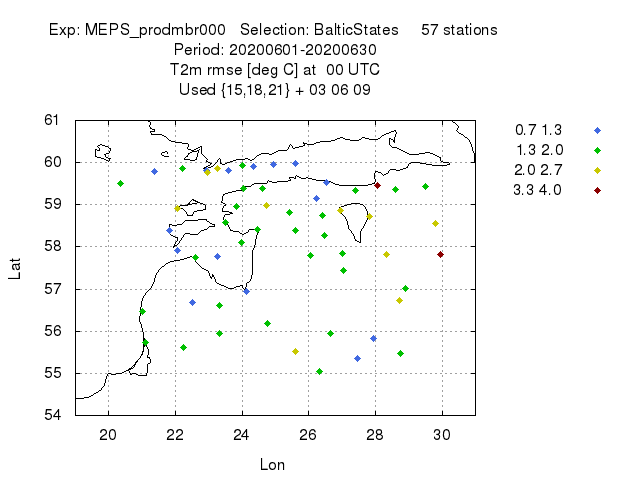 Exp: MEPS_prodmbr000 Selection: BalticStates 57 stations
Period: 20200601-20200630
T2m rmse [deg C] at 00 UTC
Used {15,18,21} + 03 06 09
0.7 1.3
1.3 2.0
2.0 2.7
3.3 4.0
61
60
59
58
57
56
55
54
Lat
20 22 24 26 28 30
Lon